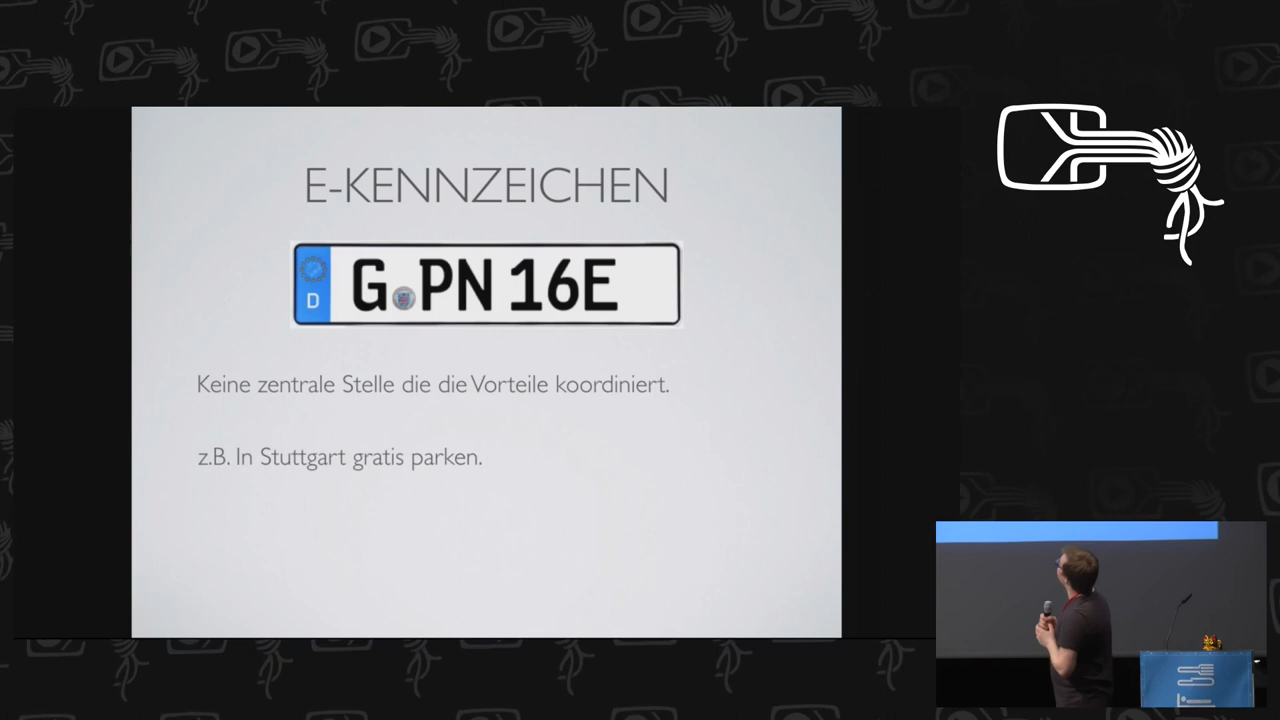 E-KENNZEICHEN
D G PN 16E
Keine zentrale Stelle die die Vorteile koordiniert.
z.B. In Stuttgart gratis parken.